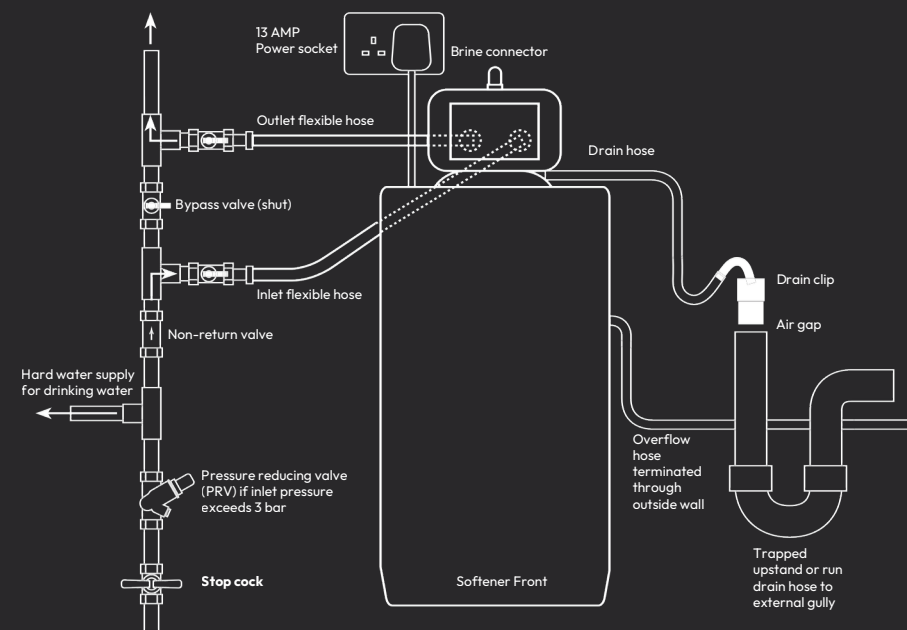 13 AMP
Power socket
Brine connector
Outlet flexible hose
Drain hose
Bypass valve (shut)
Drain clip
Inlet flexible hose
Air gap
Non-return valve
Hard water supply
for drinking water
Overflow
hose
terminated
through
outside wall
Pressure reducing valve
(PRV) if inlet pressure
exceeds 3 bar
Trapped
upstand or run
drain hose to
external gully
Stop cock
Softener Front